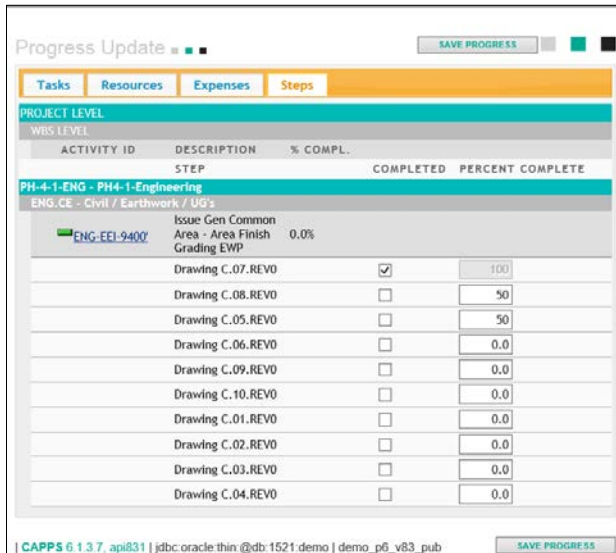 Progress Update
SAVE PROGRESS
Tasks Resources Expenses Steps
PROJECT LEVEL
WBS LEVEL
ACTIVITY ID DESCRIPTION % COMPL.
STEP COMPLETED PERCENT COMPLETE
PH-4-1-ENG - PH4-1-Engineering
ENG.CE - Civil / Earthwork / UG's
Issue Gen Common
ENG-EEI-9400' Area - Area Finish 0.0%
Grading EWP
Drawing C.07.REV0 100
Drawing C.08.REV0 50
Drawing C.05.REV0 50
Drawing C.06.REV0 0.0
Drawing C.09.REV0 0.0
Drawing C.10.REV0 0.0
Drawing C.01.REV0 0.0
Drawing C.02.REV0 0.0
Drawing C.03.REV0 0.0
Drawing C.04.REV0 0.0
| CAPPS 6.1.3.7, api831 | jdbc:oracle:thin:@db:1521:demo | demo_p6_v83_pub SAVE PROGRESS